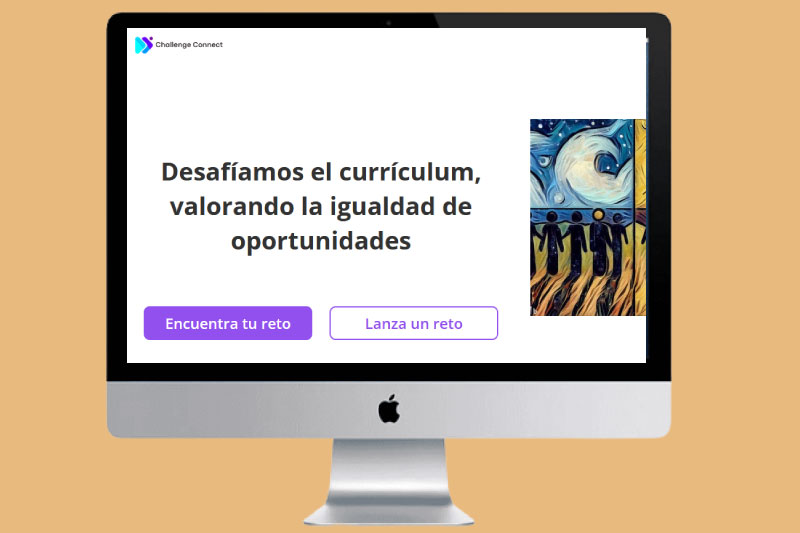 Challenge Connect
Desafíamos el currículum,
valorando la igualdad de
oportunidades
Encuentra tu reto
Lanza un reto